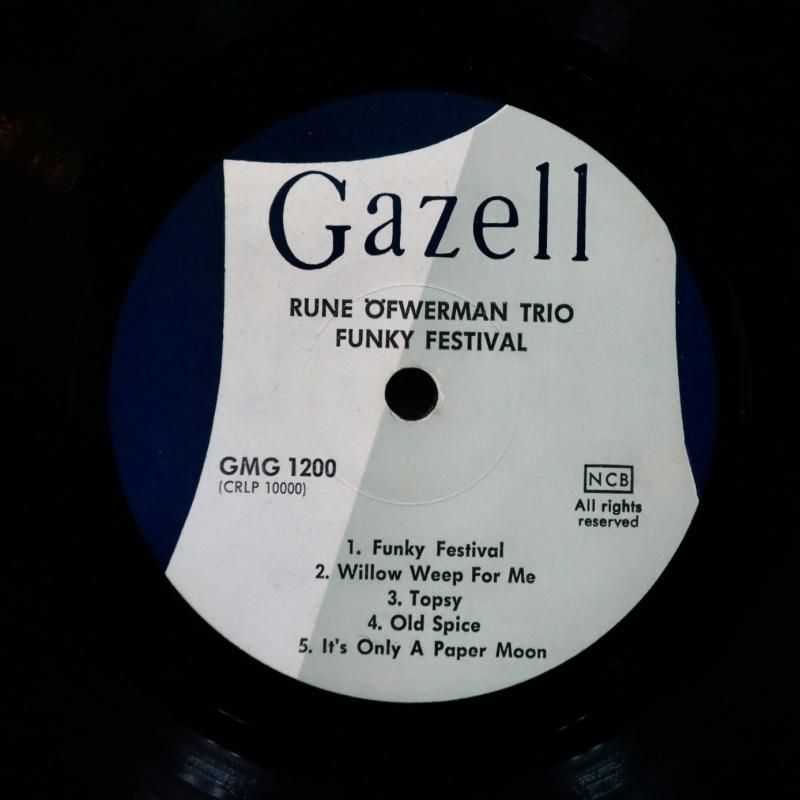 Gazell
RUNE ÖFWERMAN TRIO
FUNKY FESTIVAL
GMG 1200
(CRLP 10000)
NCB
All rights
reserved
1. Funky Festival
2. Willow Weep For Me
3. Topsy
4. Old Spice
5. It's Only A Paper Moon